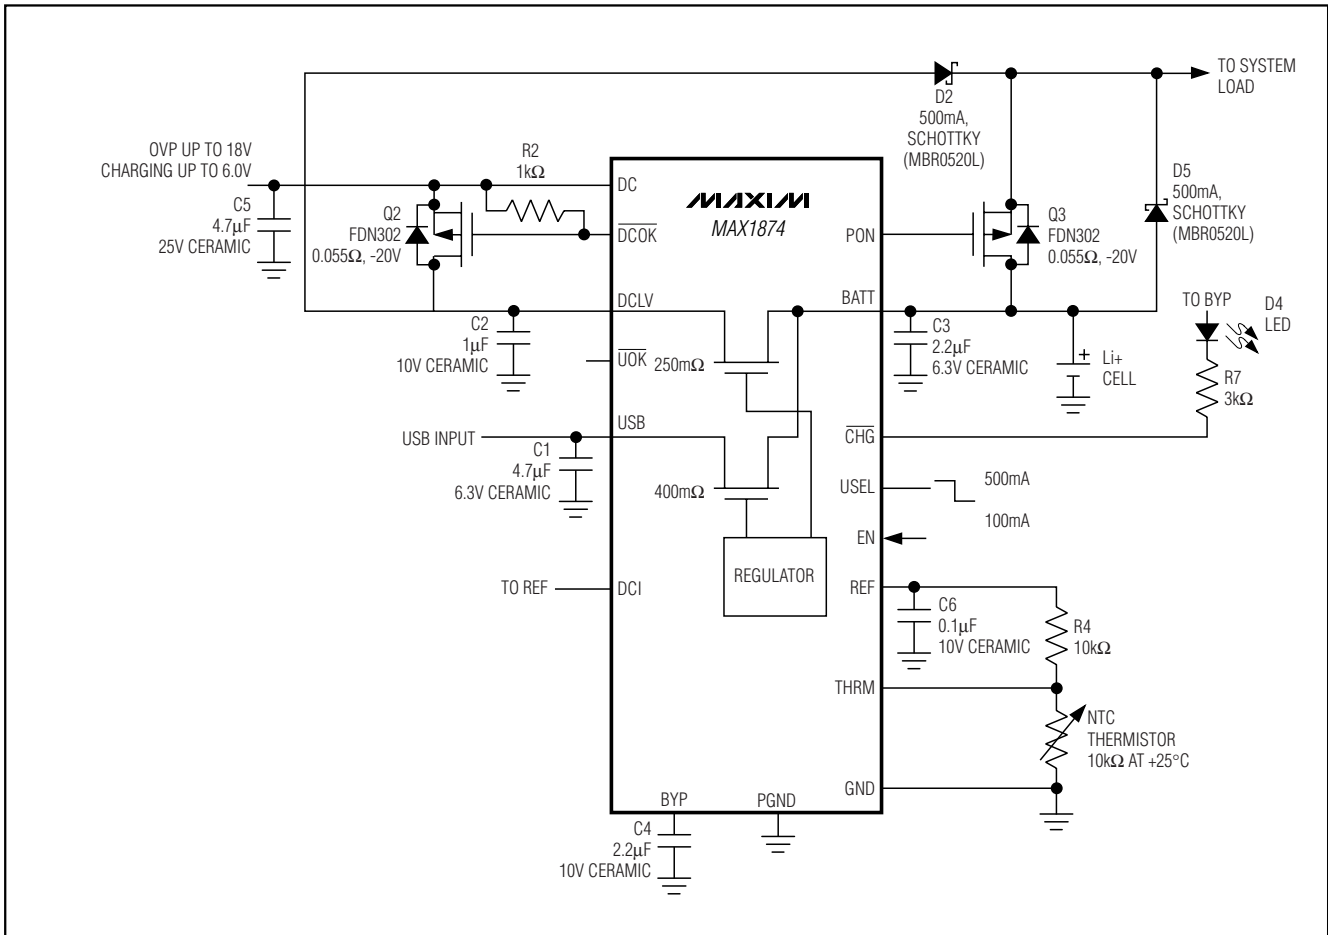 TO SYSTEM
LOAD
D2
500mA,
SCHOTTKY
(MBR0520L)
OVP UP TO 18V
CHARGING UP TO 6.0V
C5
4.7μF
25V CERAMIC
R2
1kΩ
Q2
FDN302
0.055Ω, -20V
DC
DCOK
MAXIM
MAX1874
PON
Q3
FDN302
0.055Ω, -20V
D5
500mA,
SCHOTTKY
(MBR0520L)
DCLV
BATT
C2
1μF
10V CERAMIC
UOK
250mΩ
C3
2.2μF
6.3V CERAMIC
+
Li+
CELL
TO BYP
D4
LED
R7
3kΩ
USB INPUT
USB
C1
4.7μF
6.3V CERAMIC
400mΩ
CHG
USEL
500mA
100mA
EN
REGULATOR
TO REF
DCI
REF
C6
0.1μF
10V CERAMIC
R4
10kΩ
THRM
NTC
THERMISTOR
10kΩ AT +25°C
GND
BYP
PGND
C4
2.2μF
10V CERAMIC